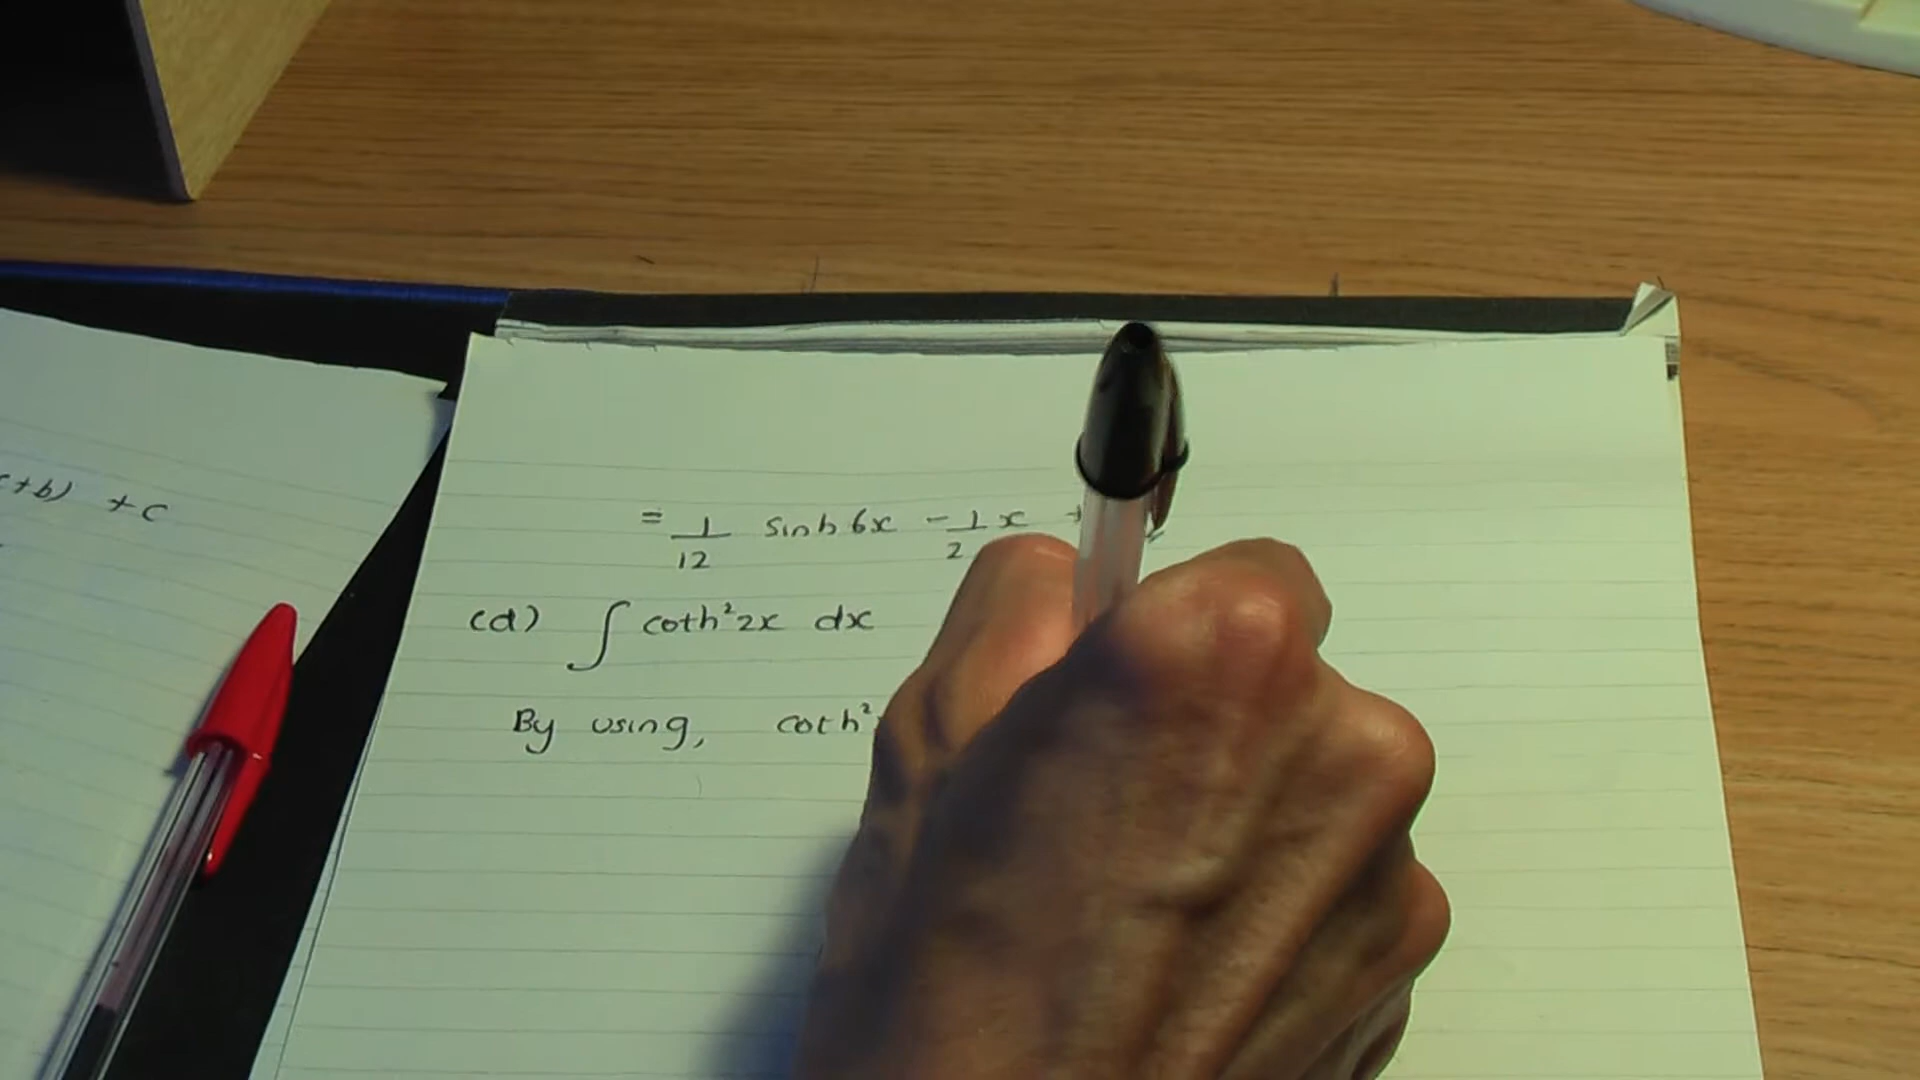 +b) +c
= 1/12 sinh 6x - 1/2 x +
(d) ∫ coth²2x dx
By using, coth²